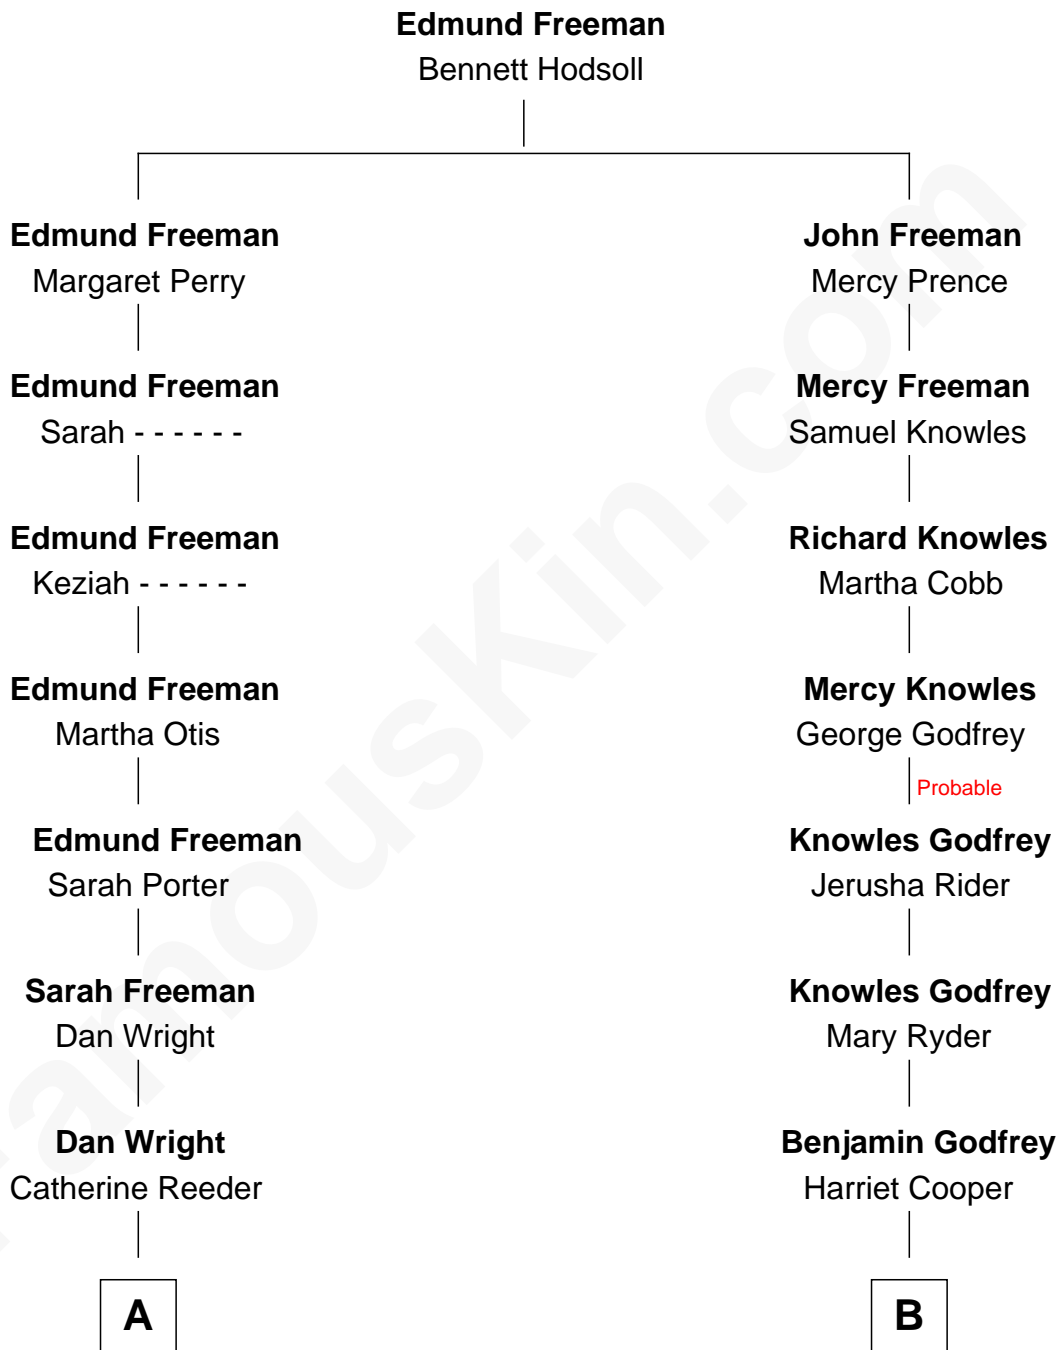 Edmund Freeman
Bennett Hodsoll
Edmund Freeman
Margaret Perry
Edmund Freeman
Sarah - - - - - -
Edmund Freeman
Keziah - - - - - -
Edmund Freeman
Martha Otis
Edmund Freeman
Sarah Porter
Sarah Freeman
Dan Wright
Dan Wright
Catherine Reeder
A
John Freeman
Mercy Prence
Mercy Freeman
Samuel Knowles
Richard Knowles
Martha Cobb
Mercy Knowles
George Godfrey
Probable
Knowles Godfrey
Jerusha Rider
Knowles Godfrey
Mary Ryder
Benjamin Godfrey
Harriet Cooper
B
FamousKin.com